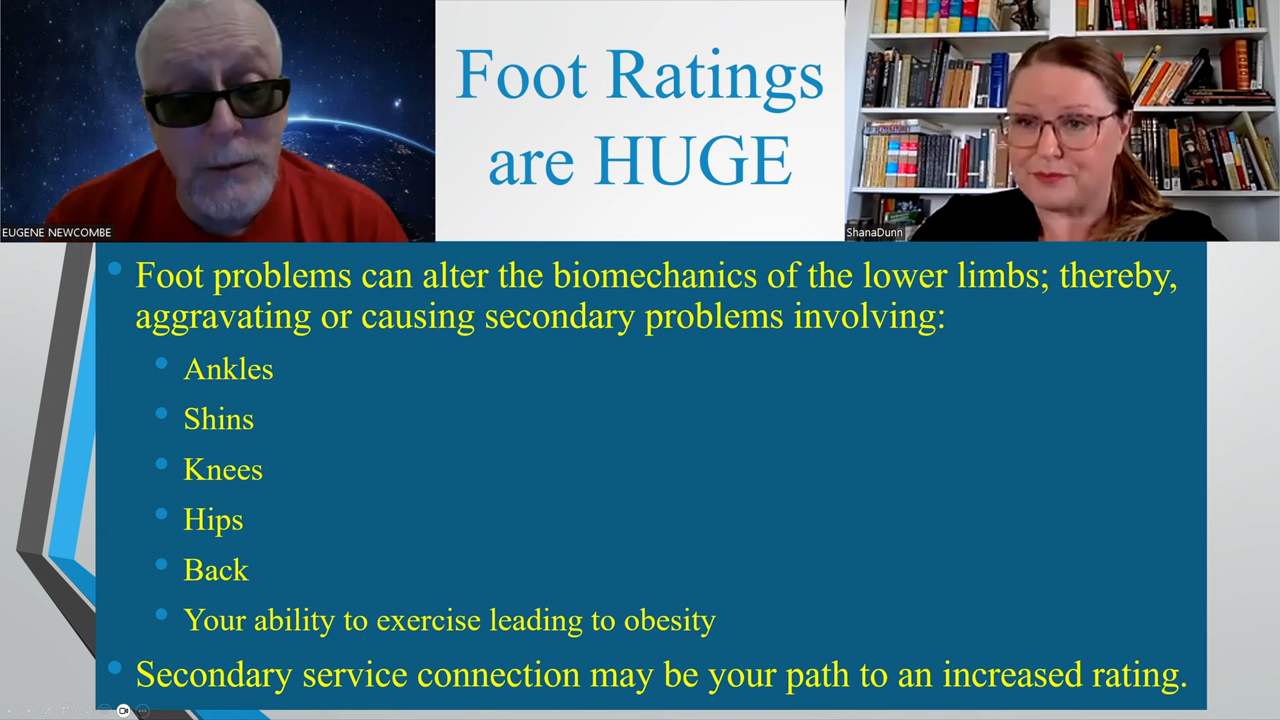 Foot Ratings
are HUGE
EUGENE NEWCOMBE
ShanaDunn
Foot problems can alter the biomechanics of the lower limbs; thereby,
aggravating or causing secondary problems involving:
Ankles
Shins
Knees
Hips
Back
Your ability to exercise leading to obesity
Secondary service connection may be your path to an increased rating.